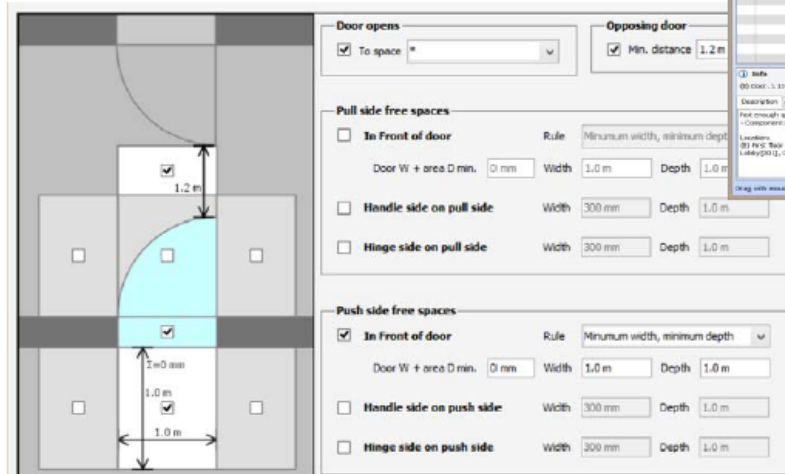 Door opens
To space *
Opposing door
Min. distance 1.2 m
Info
Description
Pull side free spaces
In Front of door Rule Minumum width, minimum dept
Door W + area D min. 0 mm Width 1.0 m Depth 1.0 m
Handle side on pull side Width 300 mm Depth 1.0 m
Hinge side on pull side Width 300 mm Depth 1.0 m
Push side free spaces
In Front of door Rule Minumum width, minimum depth
Door W + area D min. 0 mm Width 1.0 m Depth 1.0 m
Handle side on push side Width 300 mm Depth 1.0 m
Hinge side on push side Width 300 mm Depth 1.0 m
1.2 m
Σ=0 mm
1.0 m
1.0 m